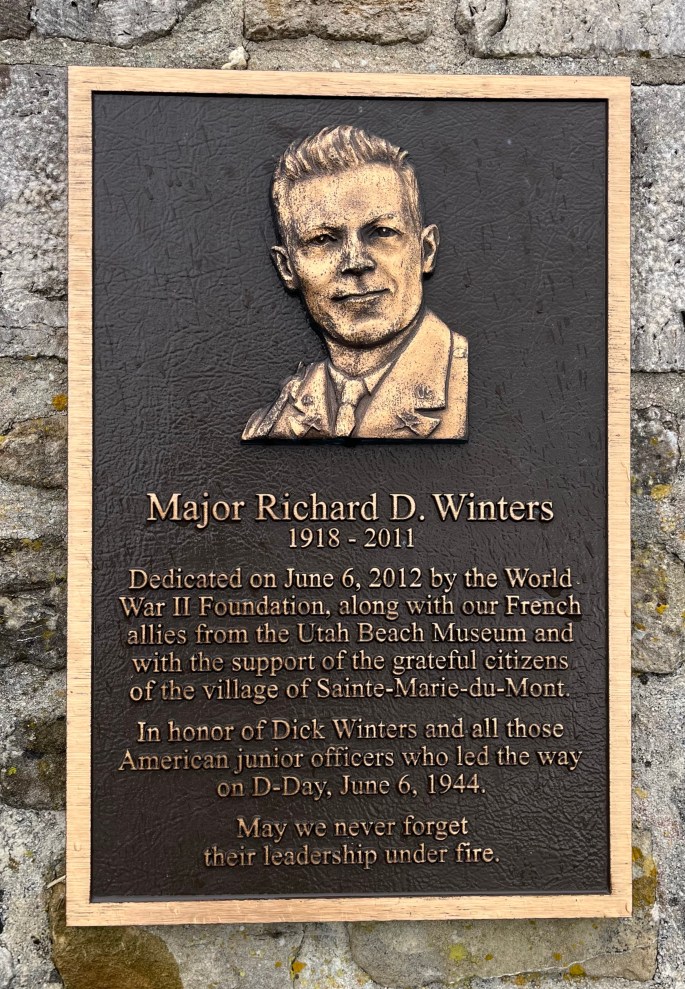 Major Richard D. Winters
1918 - 2011
Dedicated on June 6, 2012 by the World
War II Foundation, along with our French
allies from the Utah Beach Museum and
with the support of the grateful citizens
of the village of Sainte-Marie-du-Mont.
In honor of Dick Winters and all those
American junior officers who led the way
on D-Day, June 6, 1944.
May we never forget
their leadership under fire.